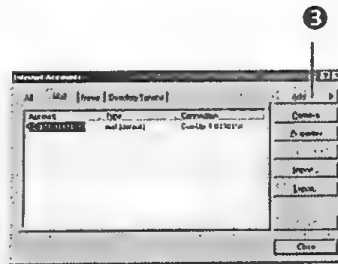 3
Internet Accounts
All Mail News Directory Service
Add
Account Type Connection
Remove
mail (default)
Properties
Import...
Export...
Close